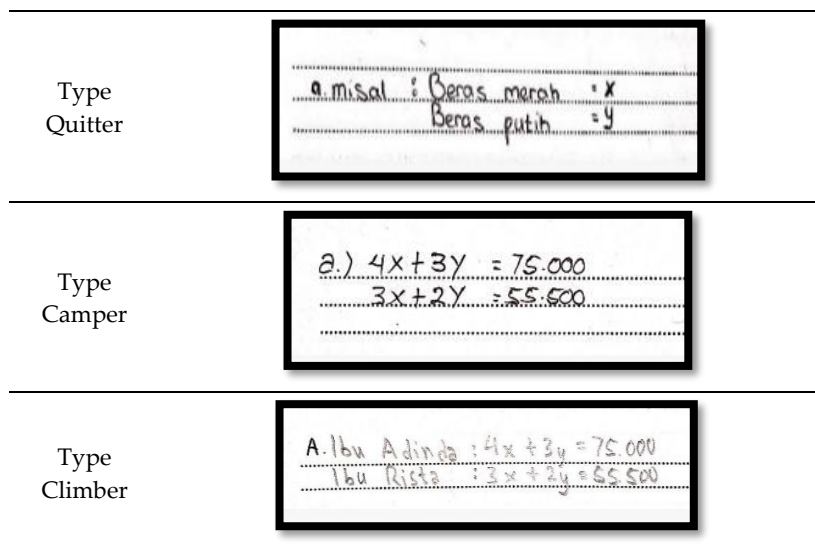 Type
Quitter
a. misal : Beras merah = x
Beras putih = y
Type
Camper
a.) 4x+3y = 75.000
3x+2y = 55.500
Type
Climber
A. Ibu Adinda : 4x + 3y = 75.000
Ibu Rista : 3x + 2y = 55.500